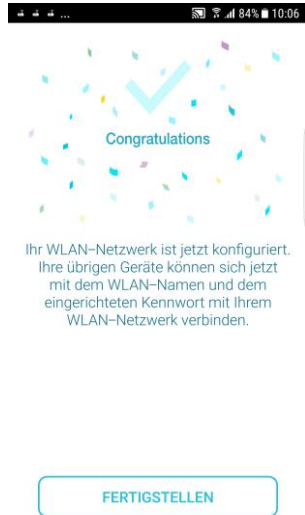 ... 84% 10:06
Congratulations
Ihr WLAN-Netzwerk ist jetzt konfiguriert.
Ihre übrigen Geräte können sich jetzt
mit dem WLAN-Namen und dem
eingerichteten Kennwort mit Ihrem
WLAN-Netzwerk verbinden.
FERTIGSTELLEN